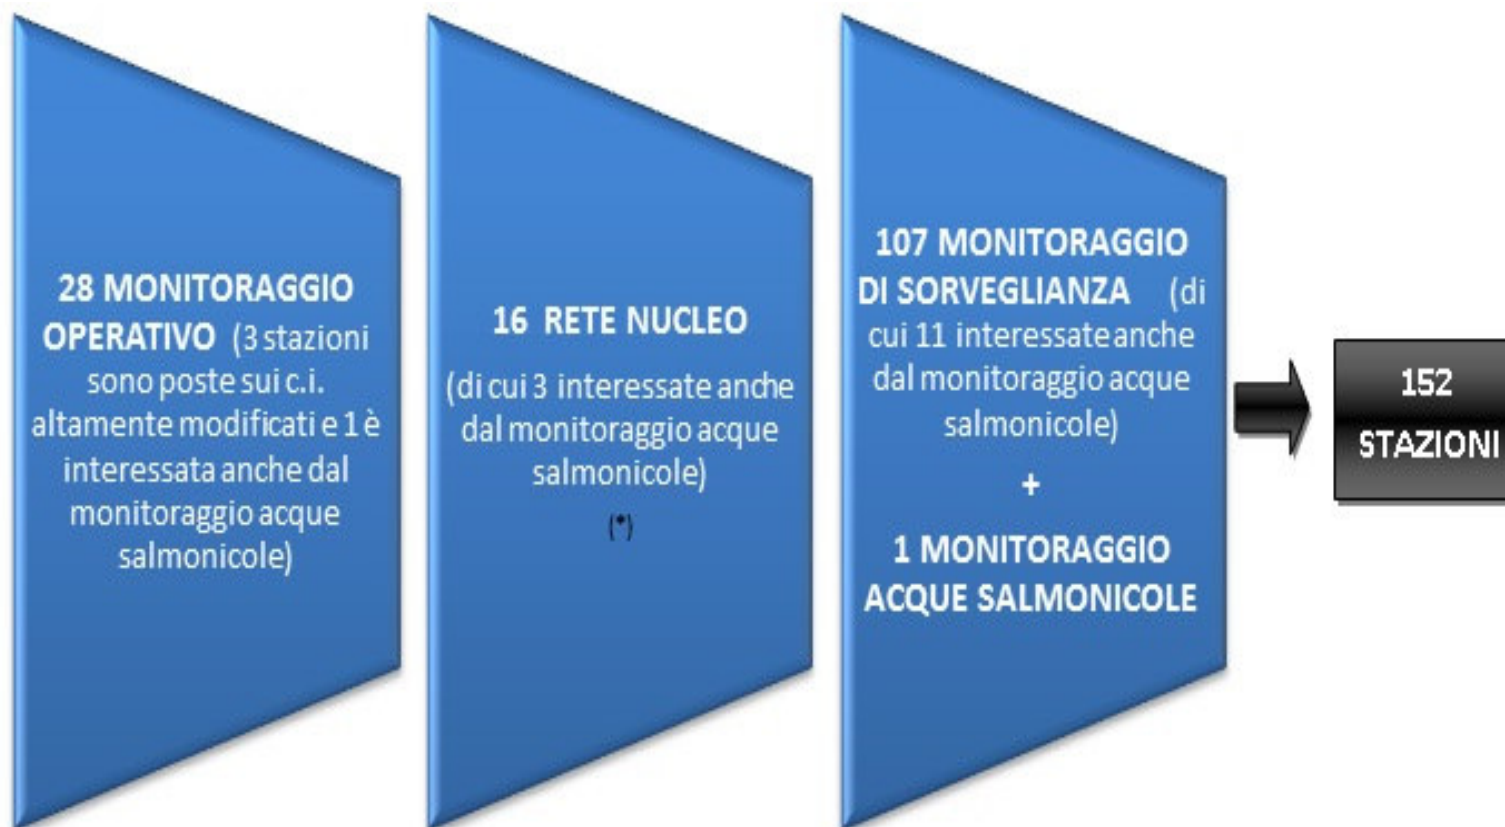 28 MONITORAGGIO
OPERATIVO (3 stazioni
sono poste sui c.i.
altamente modificati e 1 è
interessata anche dal
monitoraggio acque
salmonicole)
16 RETE NUCLEO
(di cui 3 interessate anche
dal monitoraggio acque
salmonicole)
(*)
107 MONITORAGGIO
DI SORVEGLIANZA (di
cui 11 interessate anche
dal monitoraggio acque
salmonicole)
+
1 MONITORAGGIO
ACQUE SALMONICOLE
152
STAZIONI